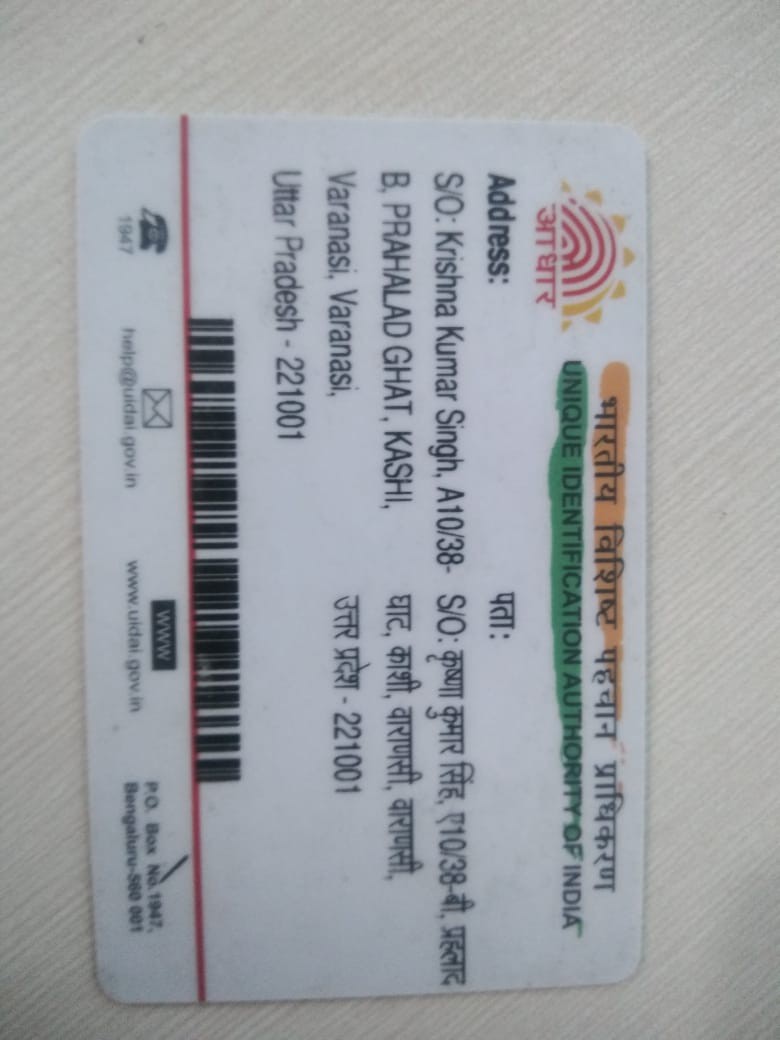 आधार
भारतीय विशिष्ट पहचान प्राधिकरण
UNIQUE IDENTIFICATION AUTHORITY OF INDIA
Address:
S/O: Krishna Kumar Singh, A10/38-
B, PRAHALAD GHAT, KASHI,
Varanasi, Varanasi,
Uttar Pradesh - 221001
पता :
S/O: कृष्णा कुमार सिंह, ए10/38-बी, प्रहलाद
घाट, काशी, वाराणसी, वाराणसी,
उत्तर प्रदेश - 221001
1947
help@uidai.gov.in
www
www.uidai.gov.in
P.O. Box No.1947,
Bengaluru-560 001